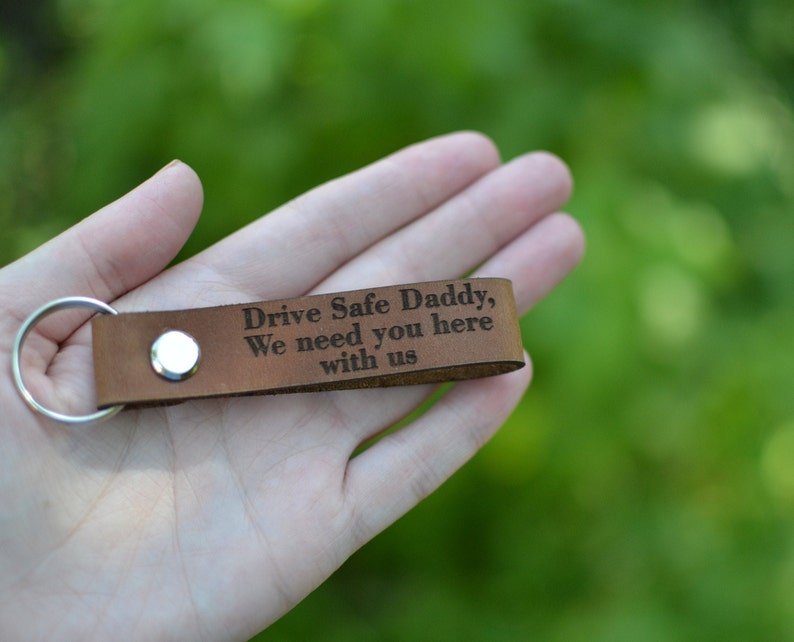 Drive Safe Daddy,
We need you here
with us